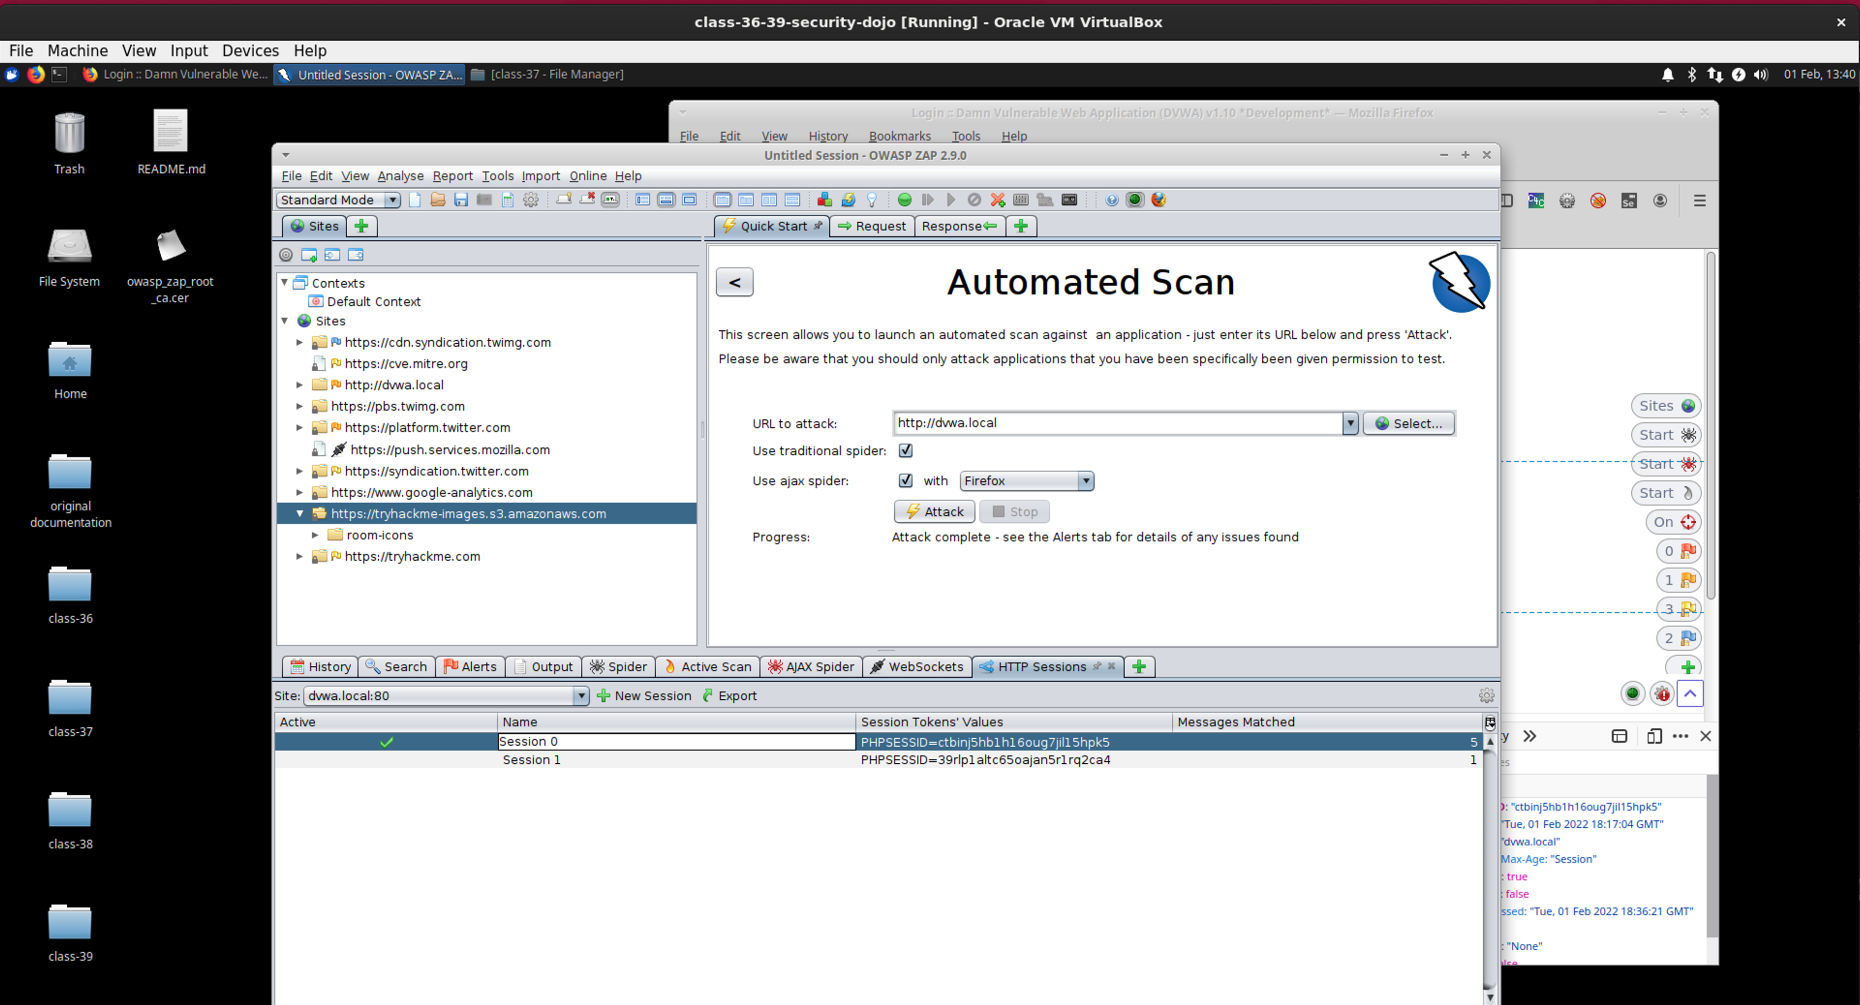 class-36-39-security-dojo [Running] - Oracle VM VirtualBox
File Machine View Input Devices Help
Login :: Damn Vulnerable We...
Untitled Session - OWASP ZA...
[class-37 - File Manager]
01 Feb, 13:40
Trash
README.md
File System
owasp_zap_root
_ca.cer
Home
original
documentation
class-36
class-37
class-38
class-39
Login :: Damn Vulnerable Web Application (DVWA) v1.10 *Development* — Mozilla Firefox
File Edit View History Bookmarks Tools Help
Untitled Session - OWASP ZAP 2.9.0
File Edit View Analyse Report Tools Import Online Help
Standard Mode
Sites
Quick Start
Request
Response
Contexts
Default Context
Sites
https://cdn.syndication.twimg.com
https://cve.mitre.org
http://dvwa.local
https://pbs.twimg.com
https://platform.twitter.com
https://push.services.mozilla.com
https://syndication.twitter.com
https://www.google-analytics.com
https://tryhackme-images.s3.amazonaws.com
room-icons
https://tryhackme.com
<
Automated Scan
This screen allows you to launch an automated scan against an application - just enter its URL below and press 'Attack'.
Please be aware that you should only attack applications that you have been specifically been given permission to test.
URL to attack: http://dvwa.local Select...
Use traditional spider:
Use ajax spider: with Firefox
Attack Stop
Progress: Attack complete - see the Alerts tab for details of any issues found
History Search Alerts Output Spider Active Scan AJAX Spider WebSockets HTTP Sessions
Site: dvwa.local:80 New Session Export
Active Name Session Tokens' Values Messages Matched
Session 0 PHPSESSID=ctbinj5hb1h16oug7jil15hpk5 5
Session 1 PHPSESSID=39rlp1altc65oajan5r1rq2ca4 1
Sites
Start
Start
Start
On
0
1
3
2
"ctbinj5hb1h16oug7jil15hpk5"
"Tue, 01 Feb 2022 18:17:04 GMT"
"dvwa.local"
Max-Age: "Session"
: true
: false
ssed: "Tue, 01 Feb 2022 18:36:21 GMT"
: "None"